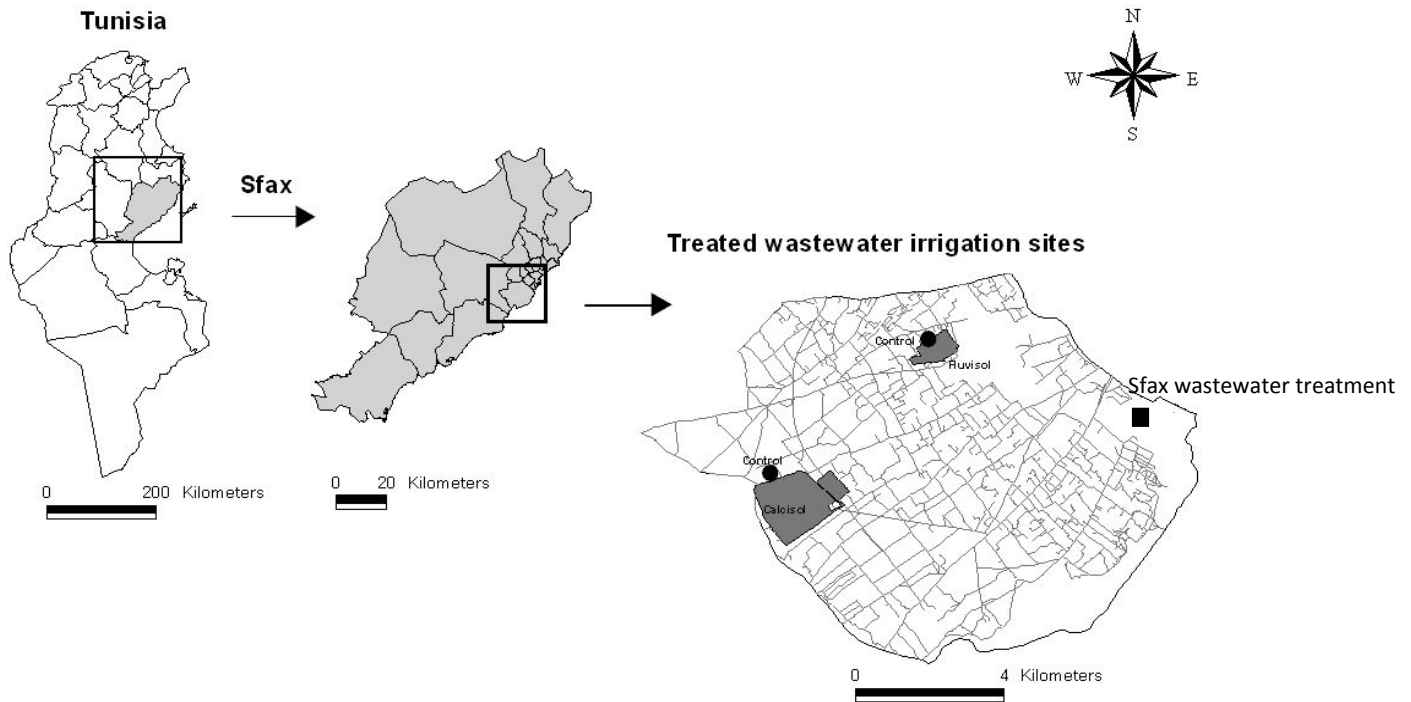 Tunisia
N
W
E
S
Sfax
Treated wastewater irrigation sites
Control
Fluvisol
Sfax wastewater treatment
Control
Calcisol
0 200 Kilometers
0 20 Kilometers
0 4 Kilometers